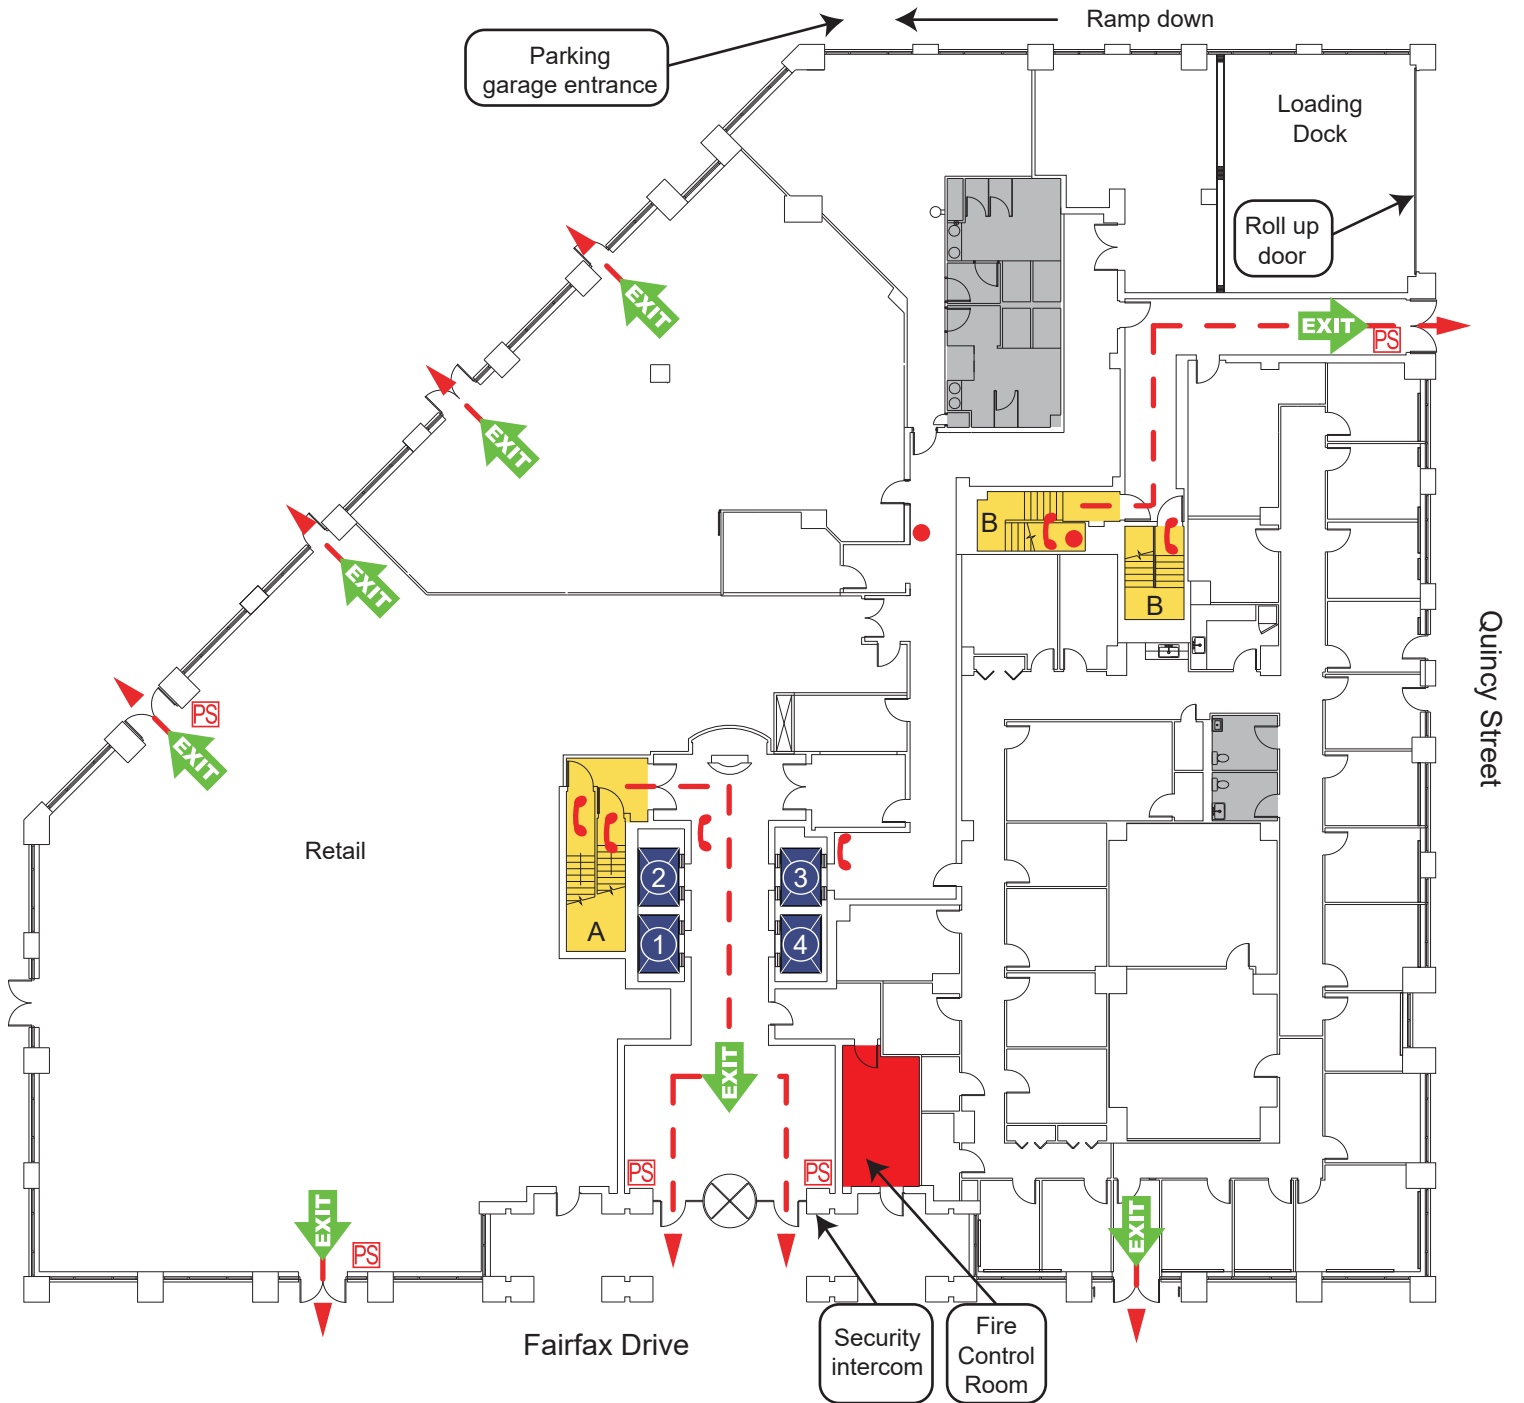 Ramp down
Parking
garage entrance
Loading
Dock
Roll up
door
EXIT
EXIT
PS
EXIT
B
EXIT
B
Quincy Street
PS
EXIT
Retail
2
3
A
1
4
EXIT
PS
PS
EXIT
EXIT
PS
Fairfax Drive
Security
intercom
Fire
Control
Room